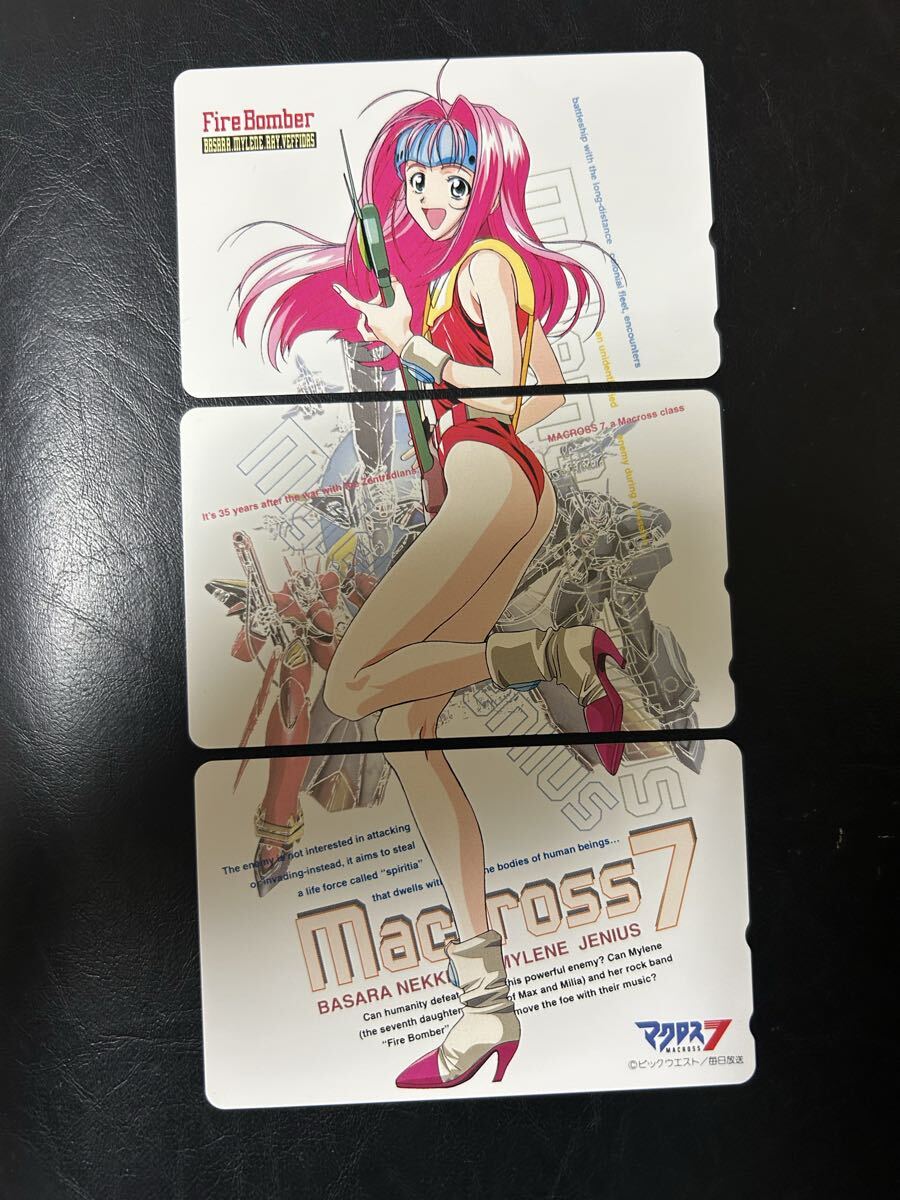 Fire Bomber
BASARA.MYLENE.RAY.VEFFIDAS
battleship with the long-distance colonial fleet, encounters
an unidentified
enemy during
MACROSS 7, a Macross class
It's 35 years after the war with the Zentradians.
The enemy is not interested in attacking
or invading-instead, it aims to steal
a life force called "spiritia"
that dwells with the bodies of human beings...
Macross 7
BASARA NEKK MYLENE JENIUS
Can humanity defeat this powerful enemy? Can Mylene
(the seventh daughter of Max and Milia) and her rock band
"Fire Bomber" move the foe with their music?
マクロス7
MACROSS
©ビックウエスト/毎日放送